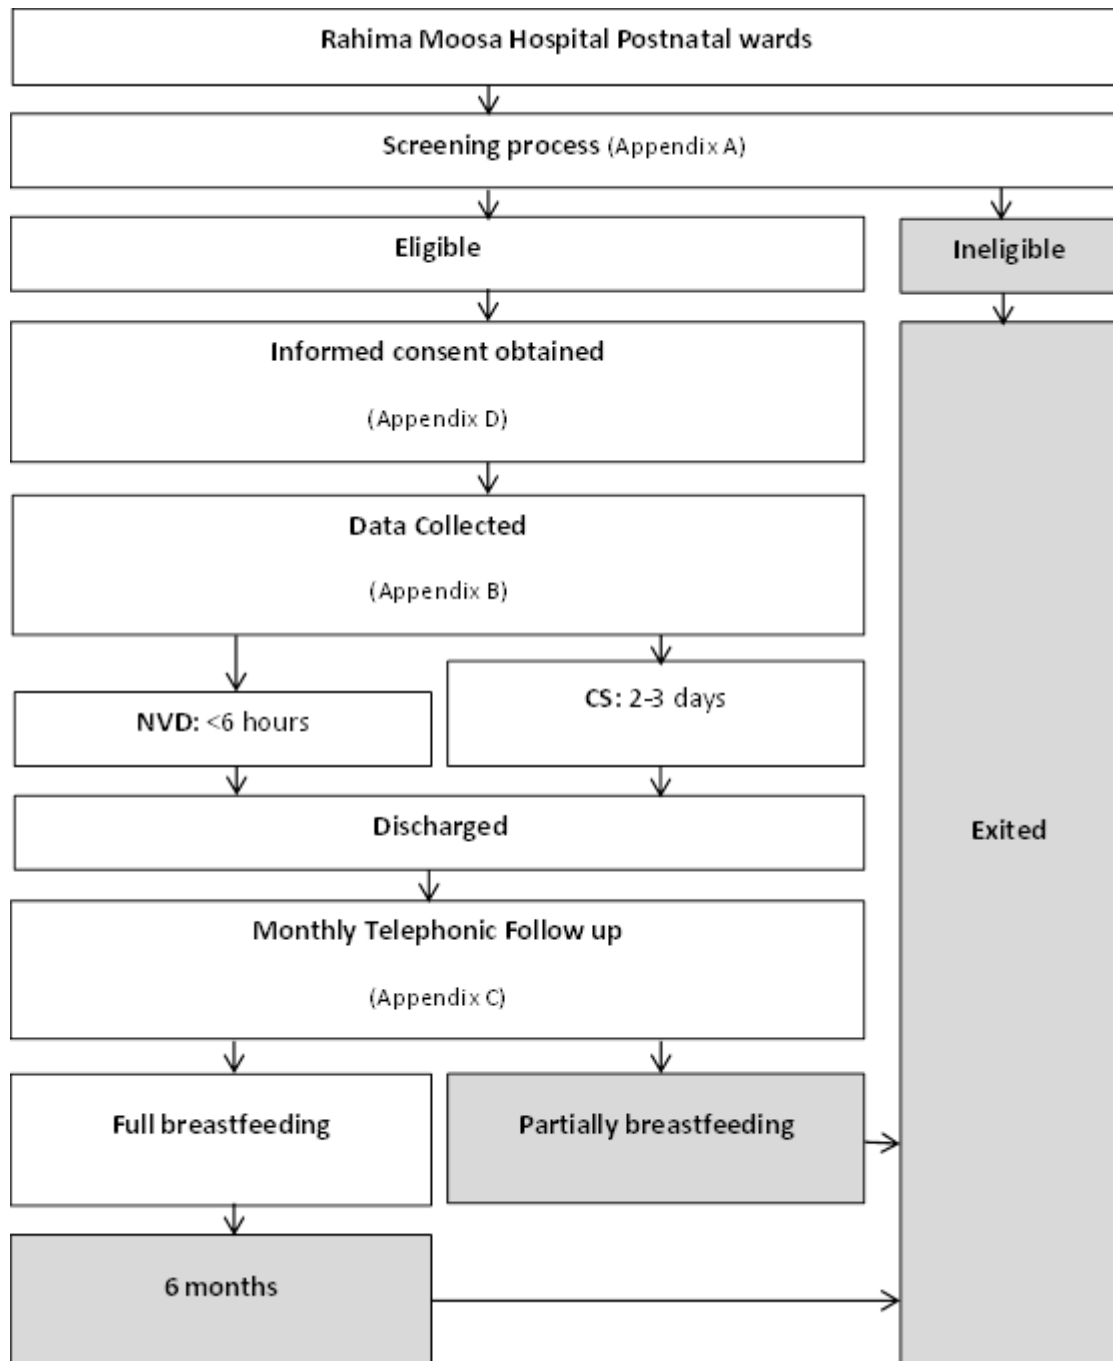 Rahima Moosa Hospital Postnatal wards
Screening process (Appendix A)
Eligible
Ineligible
Informed consent obtained
(Appendix D)
Data Collected
(Appendix B)
CS: 2-3 days
NVD: <6 hours
Discharged
Exited
Monthly Telephonic Follow up
(Appendix C)
Full breastfeeding
Partially breastfeeding
6 months